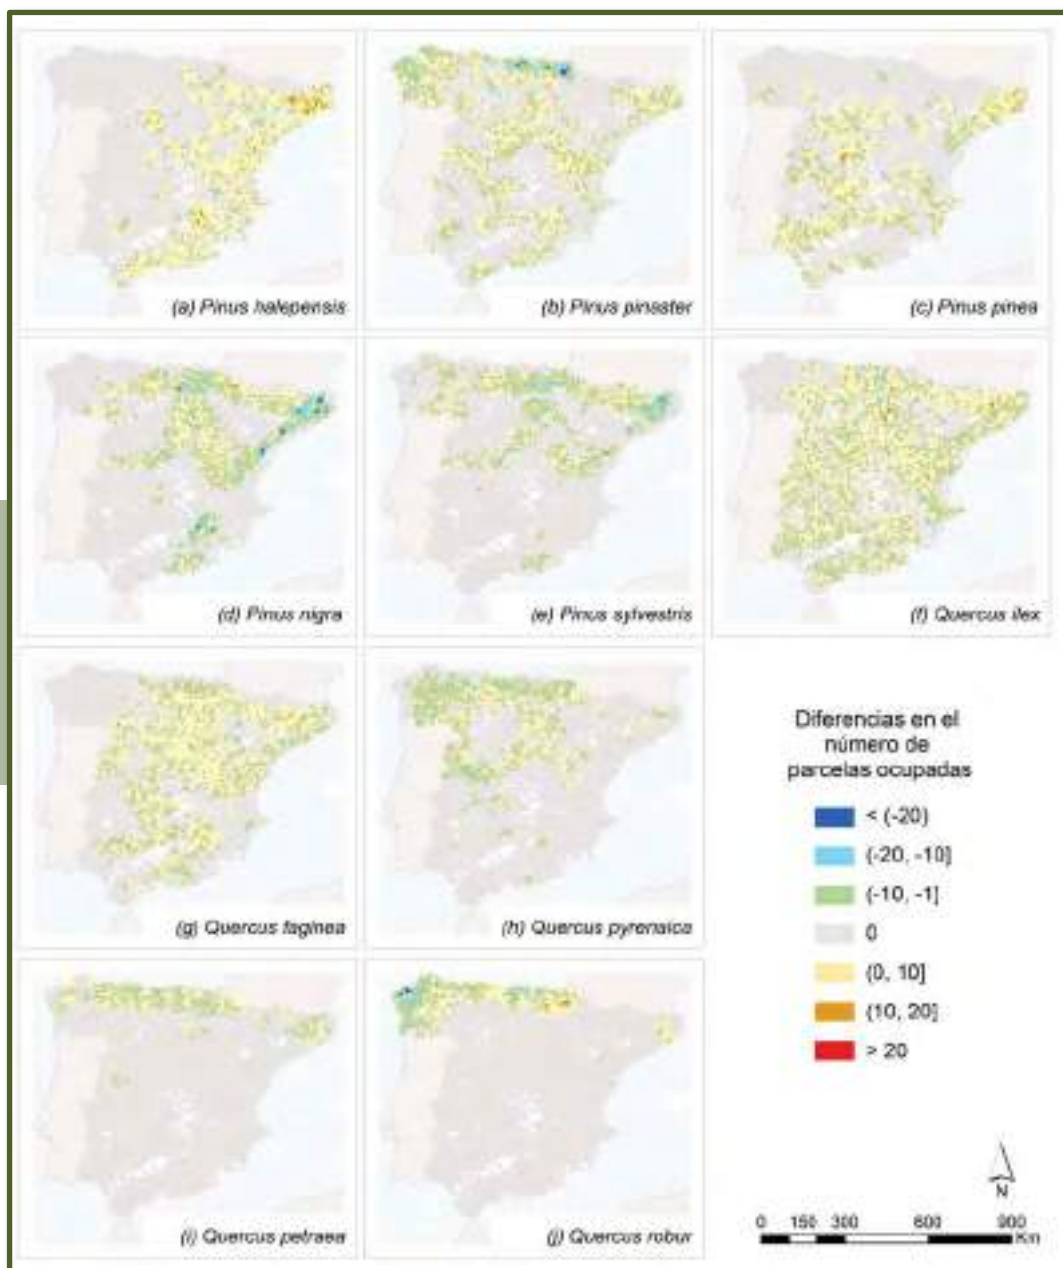 (a) Pinus halepensis
(b) Pinus pinaster
(c) Pinus pinea
(d) Pinus nigra
(e) Pinus sylvestris
(f) Quercus ilex
(g) Quercus faginea
(h) Quercus pyrenaica
(i) Quercus petraea
(j) Quercus robur
Diferencias en el
número de
parcelas ocupadas
< (-20)
(-20, -10]
(-10, -1]
0
(0, 10]
(10, 20]
> 20
N
0 150 300 600 900
Km